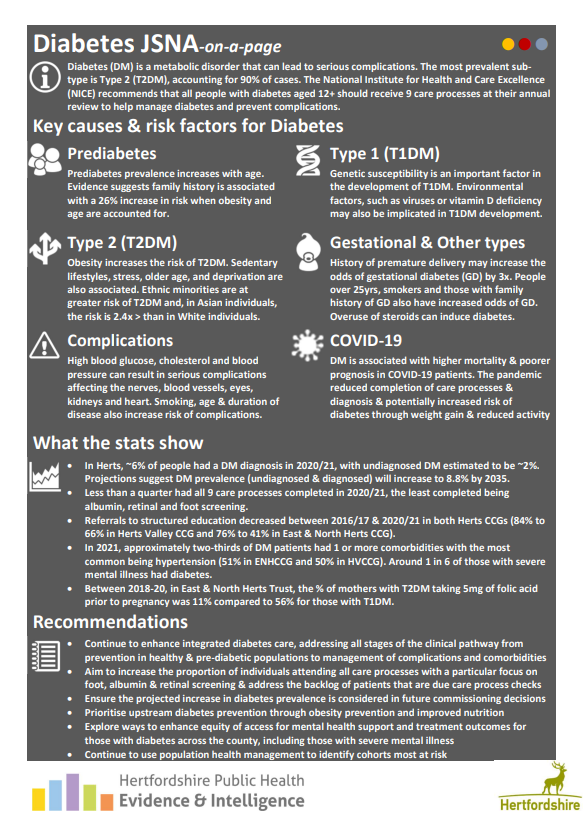 Diabetes JSNA-on-a-page
Diabetes (DM) is a metabolic disorder that can lead to serious complications. The most prevalent sub-
type is Type 2 (T2DM), accounting for 90% of cases. The National Institute for Health and Care Excellence
(NICE) recommends that all people with diabetes aged 12+ should receive 9 care processes at their annual
review to help manage diabetes and prevent complications.
Key causes & risk factors for Diabetes
Prediabetes
Prediabetes prevalence increases with age.
Evidence suggests family history is associated
with a 26% increase in risk when obesity and
age are accounted for.
Type 1 (T1DM)
Genetic susceptibility is an important factor in
the development of T1DM. Environmental
factors, such as viruses or vitamin D deficiency
may also be implicated in T1DM development.
Type 2 (T2DM)
Obesity increases the risk of T2DM. Sedentary
lifestyles, stress, older age, and deprivation are
also associated. Ethnic minorities are at
greater risk of T2DM and, in Asian individuals,
the risk is 2.4x > than in White individuals.
Gestational & Other types
History of premature delivery may increase the
odds of gestational diabetes (GD) by 3x. People
over 25yrs, smokers and those with family
history of GD also have increased odds of GD.
Overuse of steroids can induce diabetes.
Complications
High blood glucose, cholesterol and blood
pressure can result in serious complications
affecting the nerves, blood vessels, eyes,
kidneys and heart. Smoking, age & duration of
disease also increase risk of complications.
COVID-19
DM is associated with higher mortality & poorer
prognosis in COVID-19 patients. The pandemic
reduced completion of care processes &
diagnosis & potentially increased risk of
diabetes through weight gain & reduced activity
What the stats show
• In Herts, ~6% of people had a DM diagnosis in 2020/21, with undiagnosed DM estimated to be ~2%.
Projections suggest DM prevalence (undiagnosed & diagnosed) will increase to 8.8% by 2035.
• Less than a quarter had all 9 care processes completed in 2020/21, the least completed being
albumin, retinal and foot screening.
• Referrals to structured education decreased between 2016/17 & 2020/21 in both Herts CCGs (84% to
66% in Herts Valley CCG and 76% to 41% in East & North Herts CCG).
• In 2021, approximately two-thirds of DM patients had 1 or more comorbidities with the most
common being hypertension (51% in ENHCCG and 50% in HVCCG). Around 1 in 6 of those with severe
mental illness had diabetes.
• Between 2018-20, in East & North Herts Trust, the % of mothers with T2DM taking 5mg of folic acid
prior to pregnancy was 11% compared to 56% for those with T1DM.
Recommendations
• Continue to enhance integrated diabetes care, addressing all stages of the clinical pathway from
prevention in healthy & pre-diabetic populations to management of complications and comorbidities
• Aim to increase the proportion of individuals attending all care processes with a particular focus on
foot, albumin & retinal screening & address the backlog of patients that are due care process checks
• Ensure the projected increase in diabetes prevalence is considered in future commissioning decisions
• Prioritise upstream diabetes prevention through obesity prevention and improved nutrition
• Explore ways to enhance equity of access for mental health support and treatment outcomes for
those with diabetes across the county, including those with severe mental illness
• Continue to use population health management to identify cohorts most at risk
Hertfordshire Public Health
Evidence & Intelligence
Hertfordshire